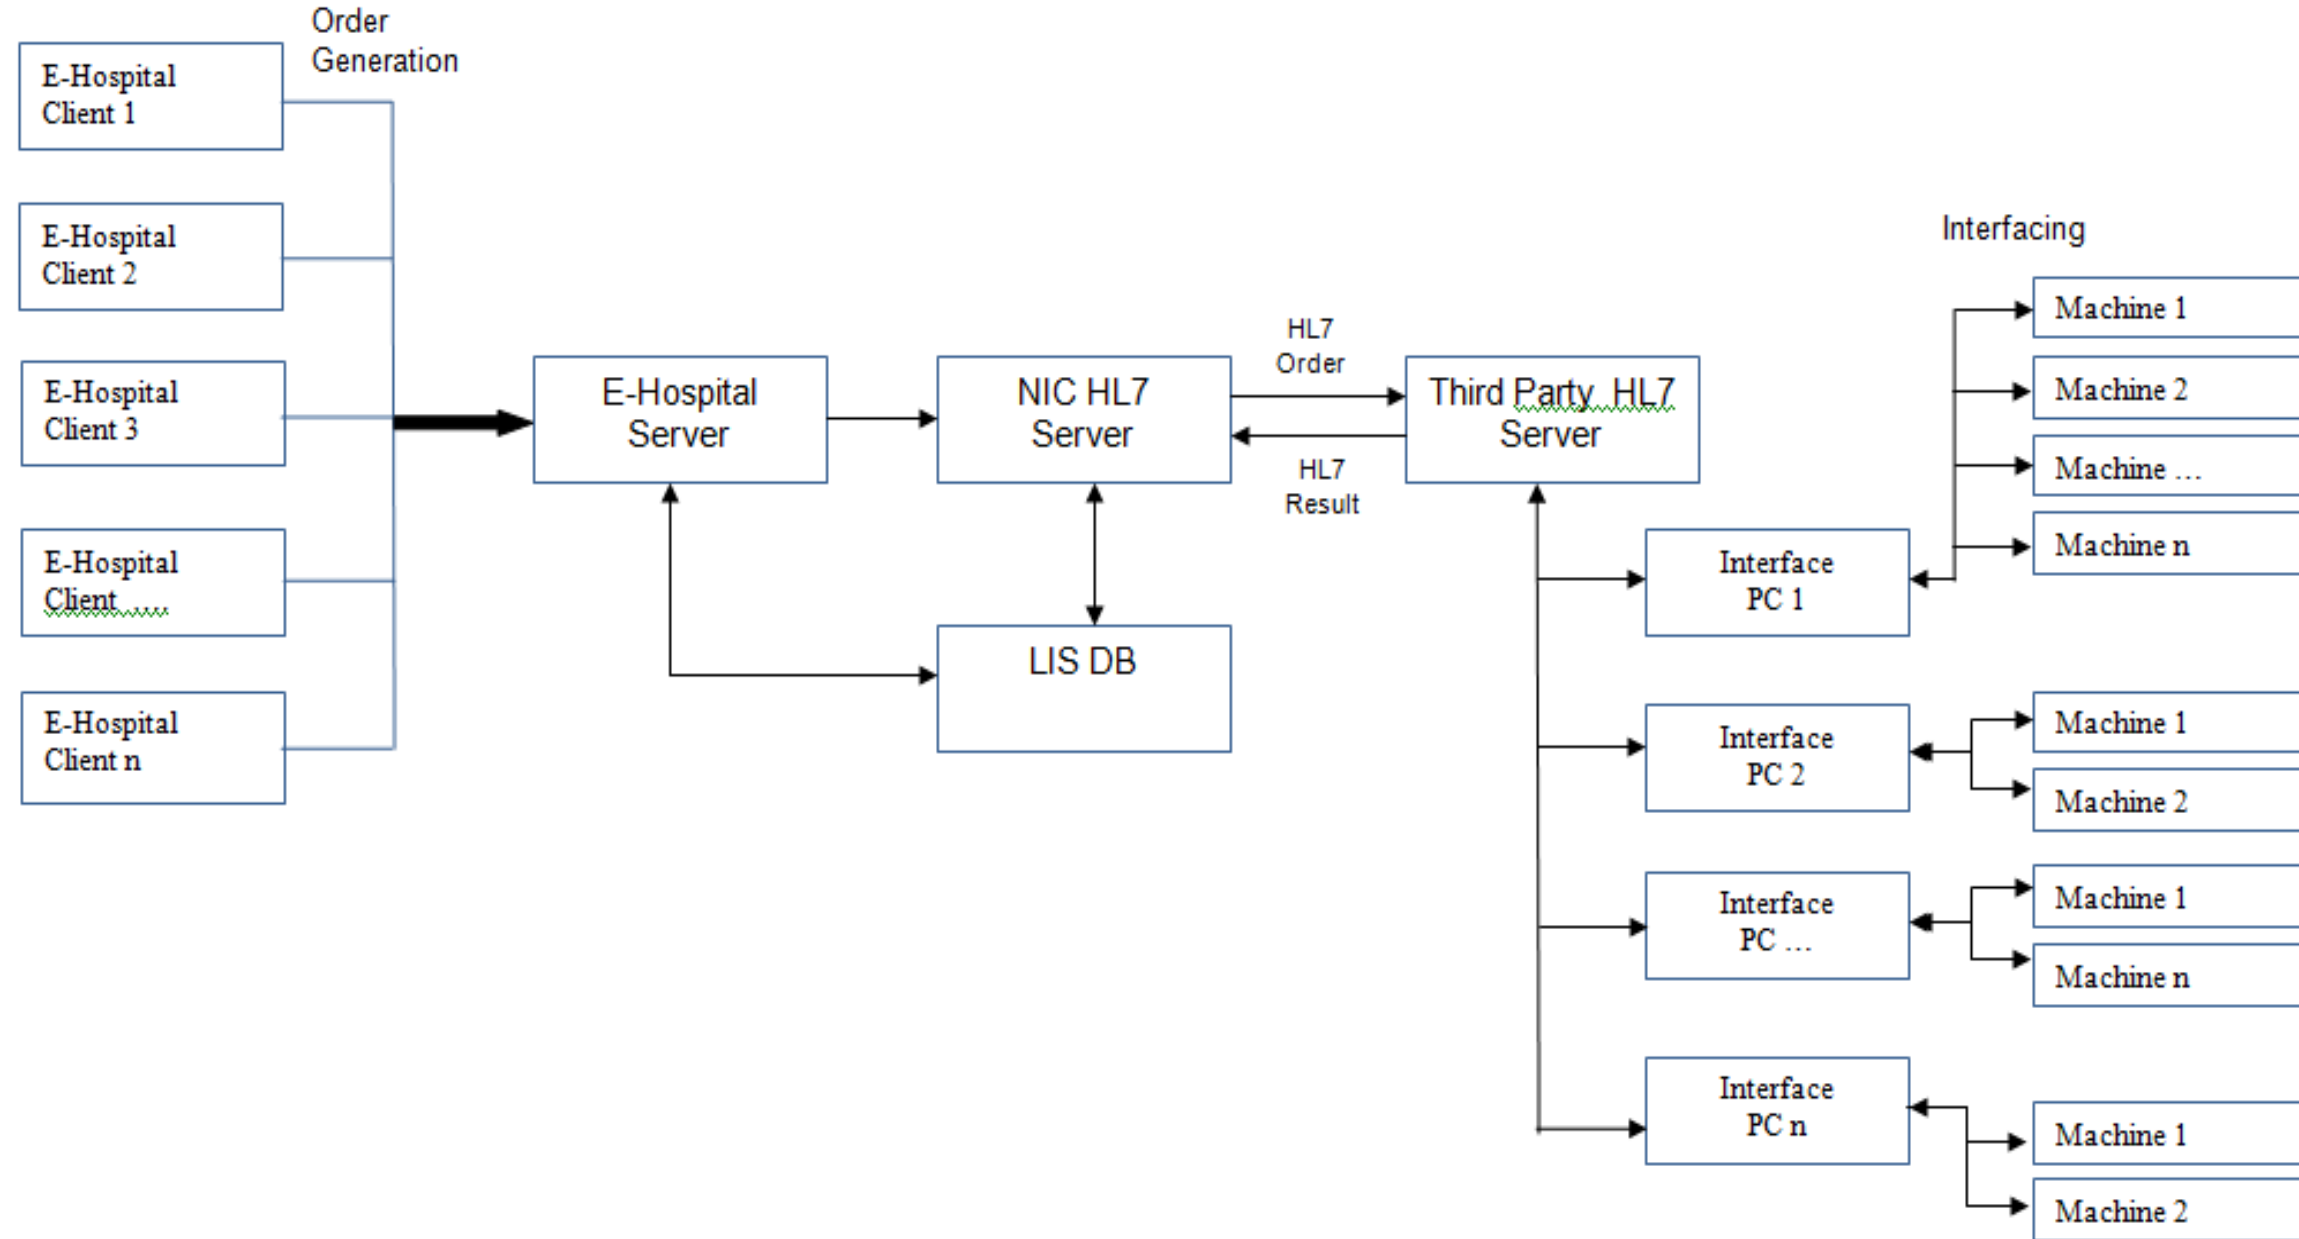 Order
Generation
E-Hospital
Client 1
E-Hospital
Client 2
E-Hospital
Client 3
E-Hospital
Client ....
E-Hospital
Client n
E-Hospital
Server
NIC HL7
Server
HL7
Order
HL7
Result
Third Party HL7
Server
LIS DB
Interfacing
Interface
PC 1
Machine 1
Machine 2
Machine ...
Machine n
Interface
PC 2
Machine 1
Machine 2
Interface
PC ...
Machine 1
Machine n
Interface
PC n
Machine 1
Machine 2